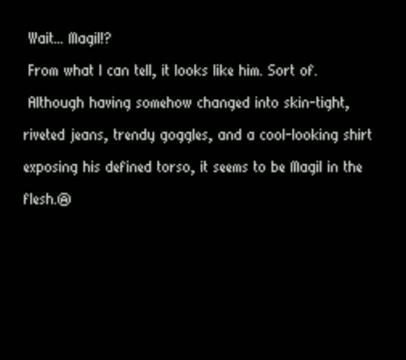 Wait... Magil!?
From what I can tell, it looks like him. Sort of.
Although having somehow changed into skin-tight,
riveted jeans, trendy goggles, and a cool-looking shirt
exposing his defined torso, it seems to be Magil in the
flesh.